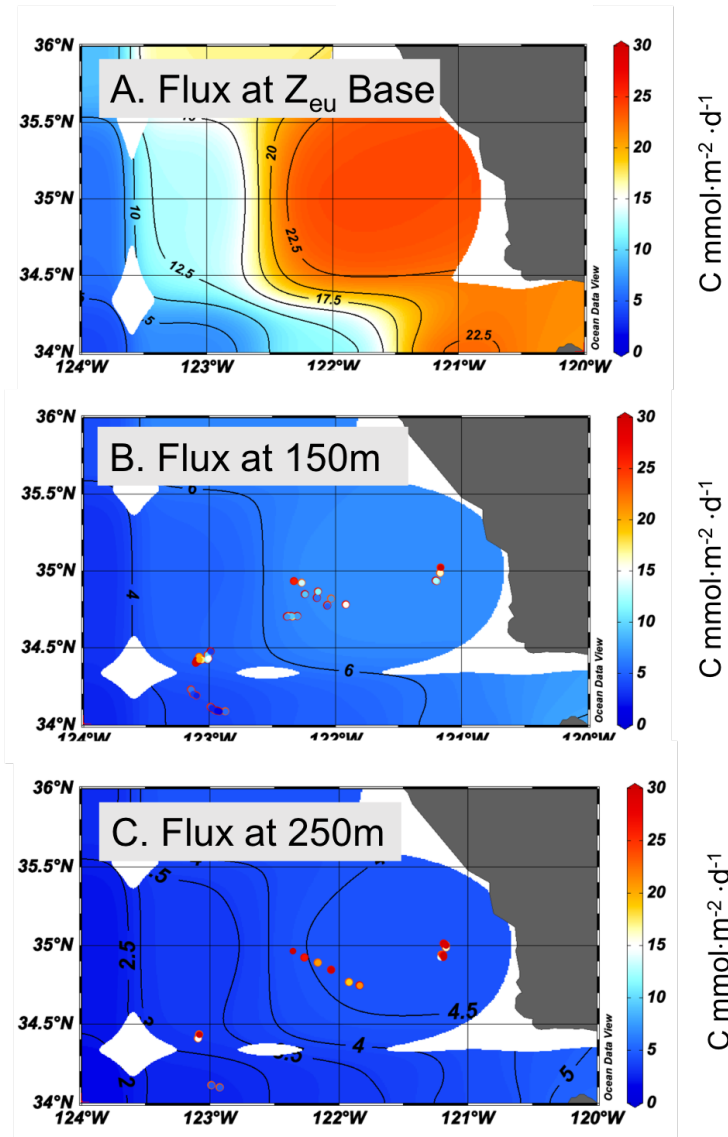 A. Flux at Zeu Base
36°N
35.5°N
35°N
34.5°N
34°N
124°W
123°W
122°W
121°W
120°W
10
12.5
20
22.5
17.5
22.5
Ocean Data View
30
25
20
15
10
5
0
C mmol·m-2·d-1
B. Flux at 150m
36°N
35.5°N
35°N
34.5°N
34°N
124°W
123°W
122°W
121°W
120°W
6
4
6
Ocean Data View
30
25
20
15
10
5
0
C mmol·m-2 ·d-1
C. Flux at 250m
36°N
35.5°N
35°N
34.5°N
34°N
124°W
123°W
122°W
121°W
120°W
2.5
4.5
4
5
2
Ocean Data View
30
25
20
15
10
5
0
C mmol·m-2 ·d-1